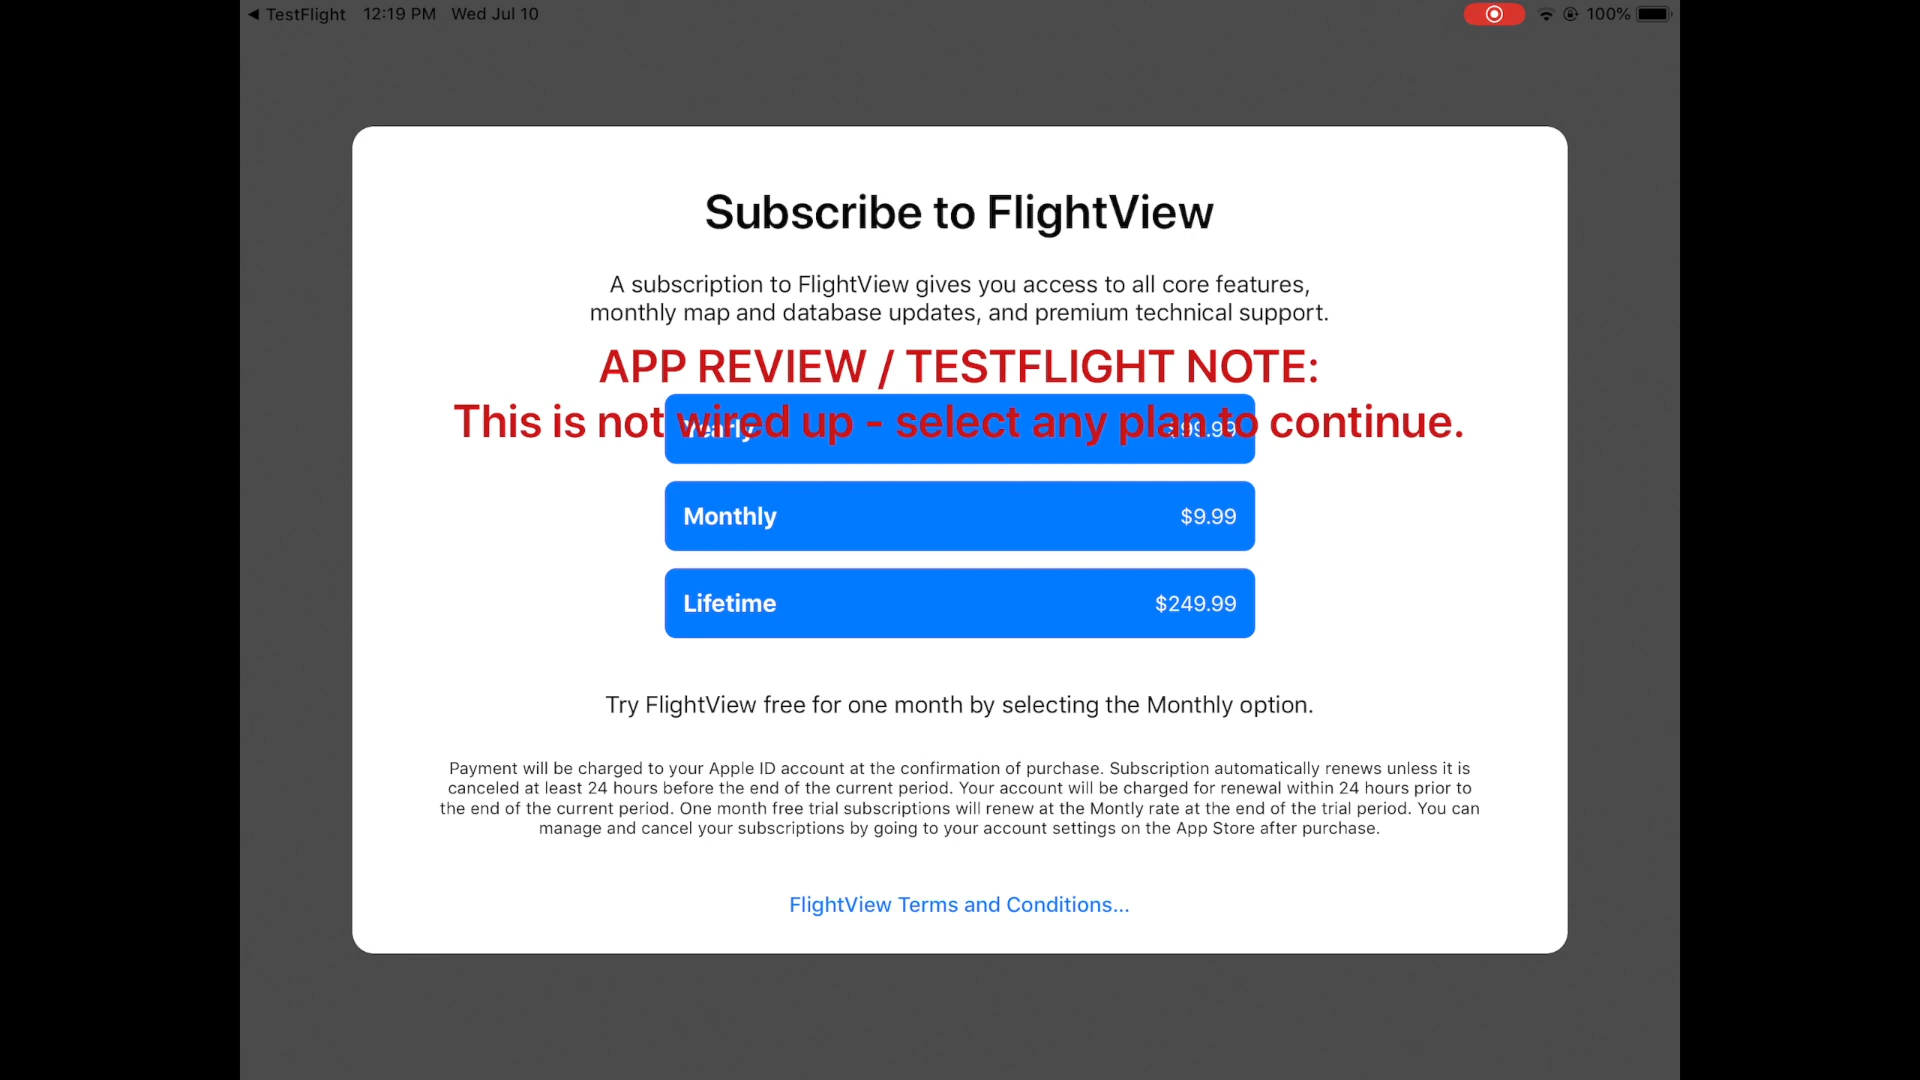 ◀ TestFlight 12:19 PM Wed Jul 10
100%
Subscribe to FlightView
A subscription to FlightView gives you access to all core features,
monthly map and database updates, and premium technical support.
APP REVIEW / TESTFLIGHT NOTE:
This is not wired up - select any plan to continue.
Yearly $99.99
Monthly $9.99
Lifetime $249.99
Try FlightView free for one month by selecting the Monthly option.
Payment will be charged to your Apple ID account at the confirmation of purchase. Subscription automatically renews unless it is
canceled at least 24 hours before the end of the current period. Your account will be charged for renewal within 24 hours prior to
the end of the current period. One month free trial subscriptions will renew at the Montly rate at the end of the trial period. You can
manage and cancel your subscriptions by going to your account settings on the App Store after purchase.
FlightView Terms and Conditions...